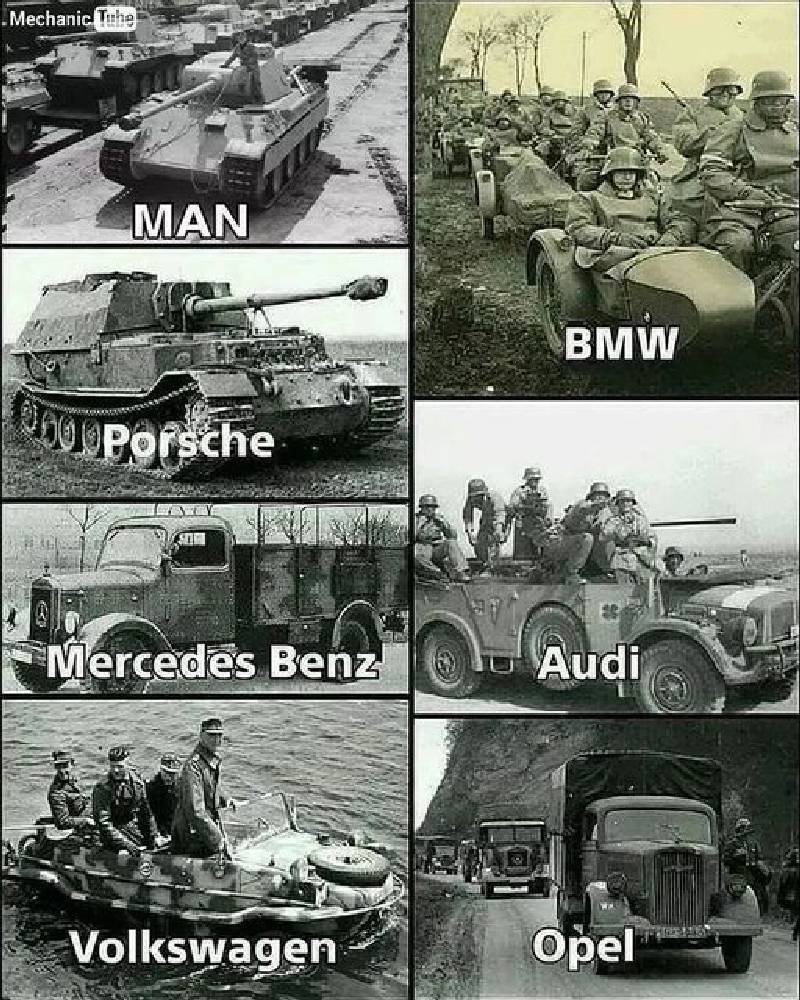 Mechanic Tube
MAN
BMW
Porsche
Mercedes Benz
Audi
Volkswagen
Opel